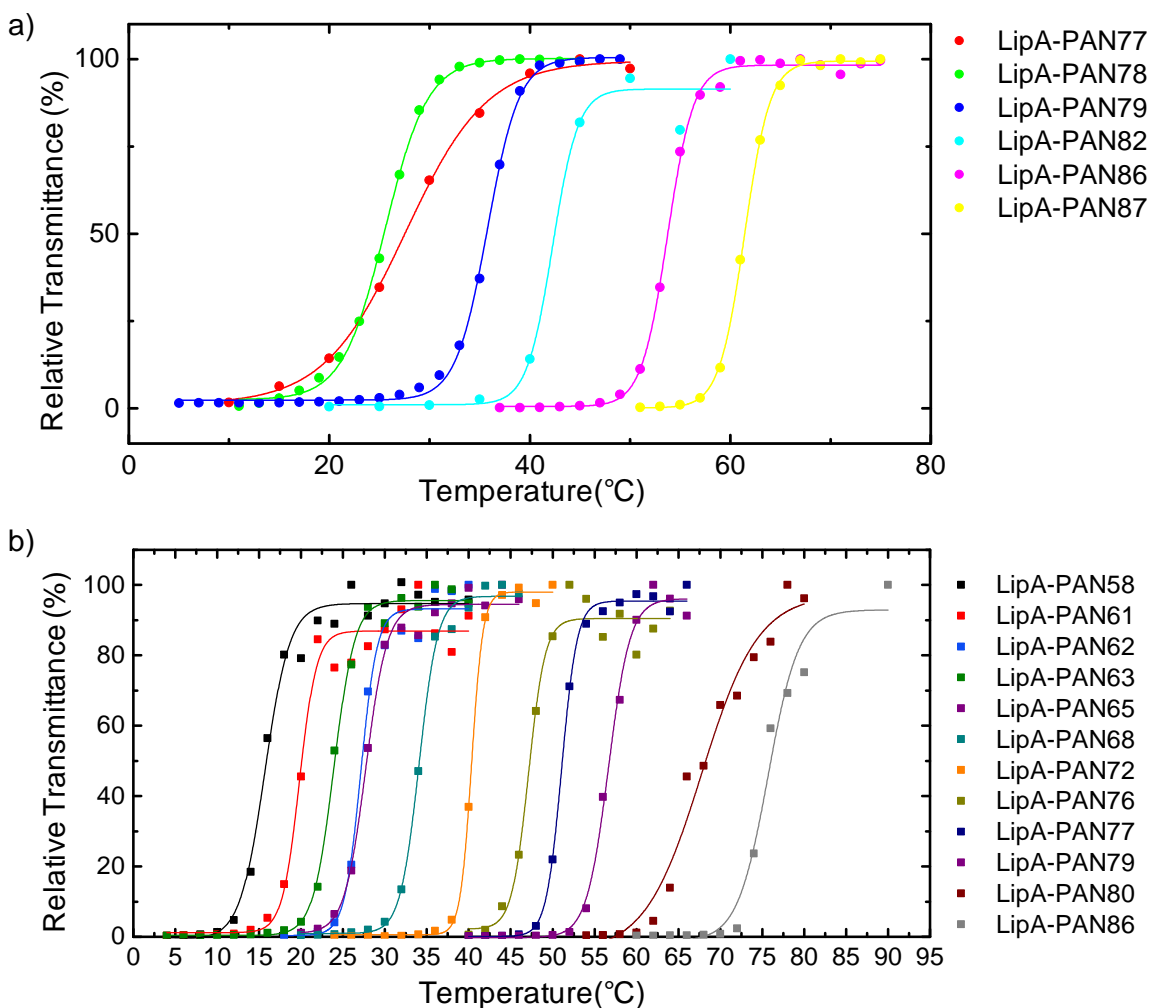 a)
Relative Transmittance (%)
100
50
0
0
20
40
60
80
Temperature(°C)
LipA-PAN77
LipA-PAN78
LipA-PAN79
LipA-PAN82
LipA-PAN86
LipA-PAN87
b)
Relative Transmittance (%)
100
80
60
40
20
0
0 5 10 15 20 25 30 35 40 45 50 55 60 65 70 75 80 85 90 95
Temperature(°C)
LipA-PAN58
LipA-PAN61
LipA-PAN62
LipA-PAN63
LipA-PAN65
LipA-PAN68
LipA-PAN72
LipA-PAN76
LipA-PAN77
LipA-PAN79
LipA-PAN80
LipA-PAN86